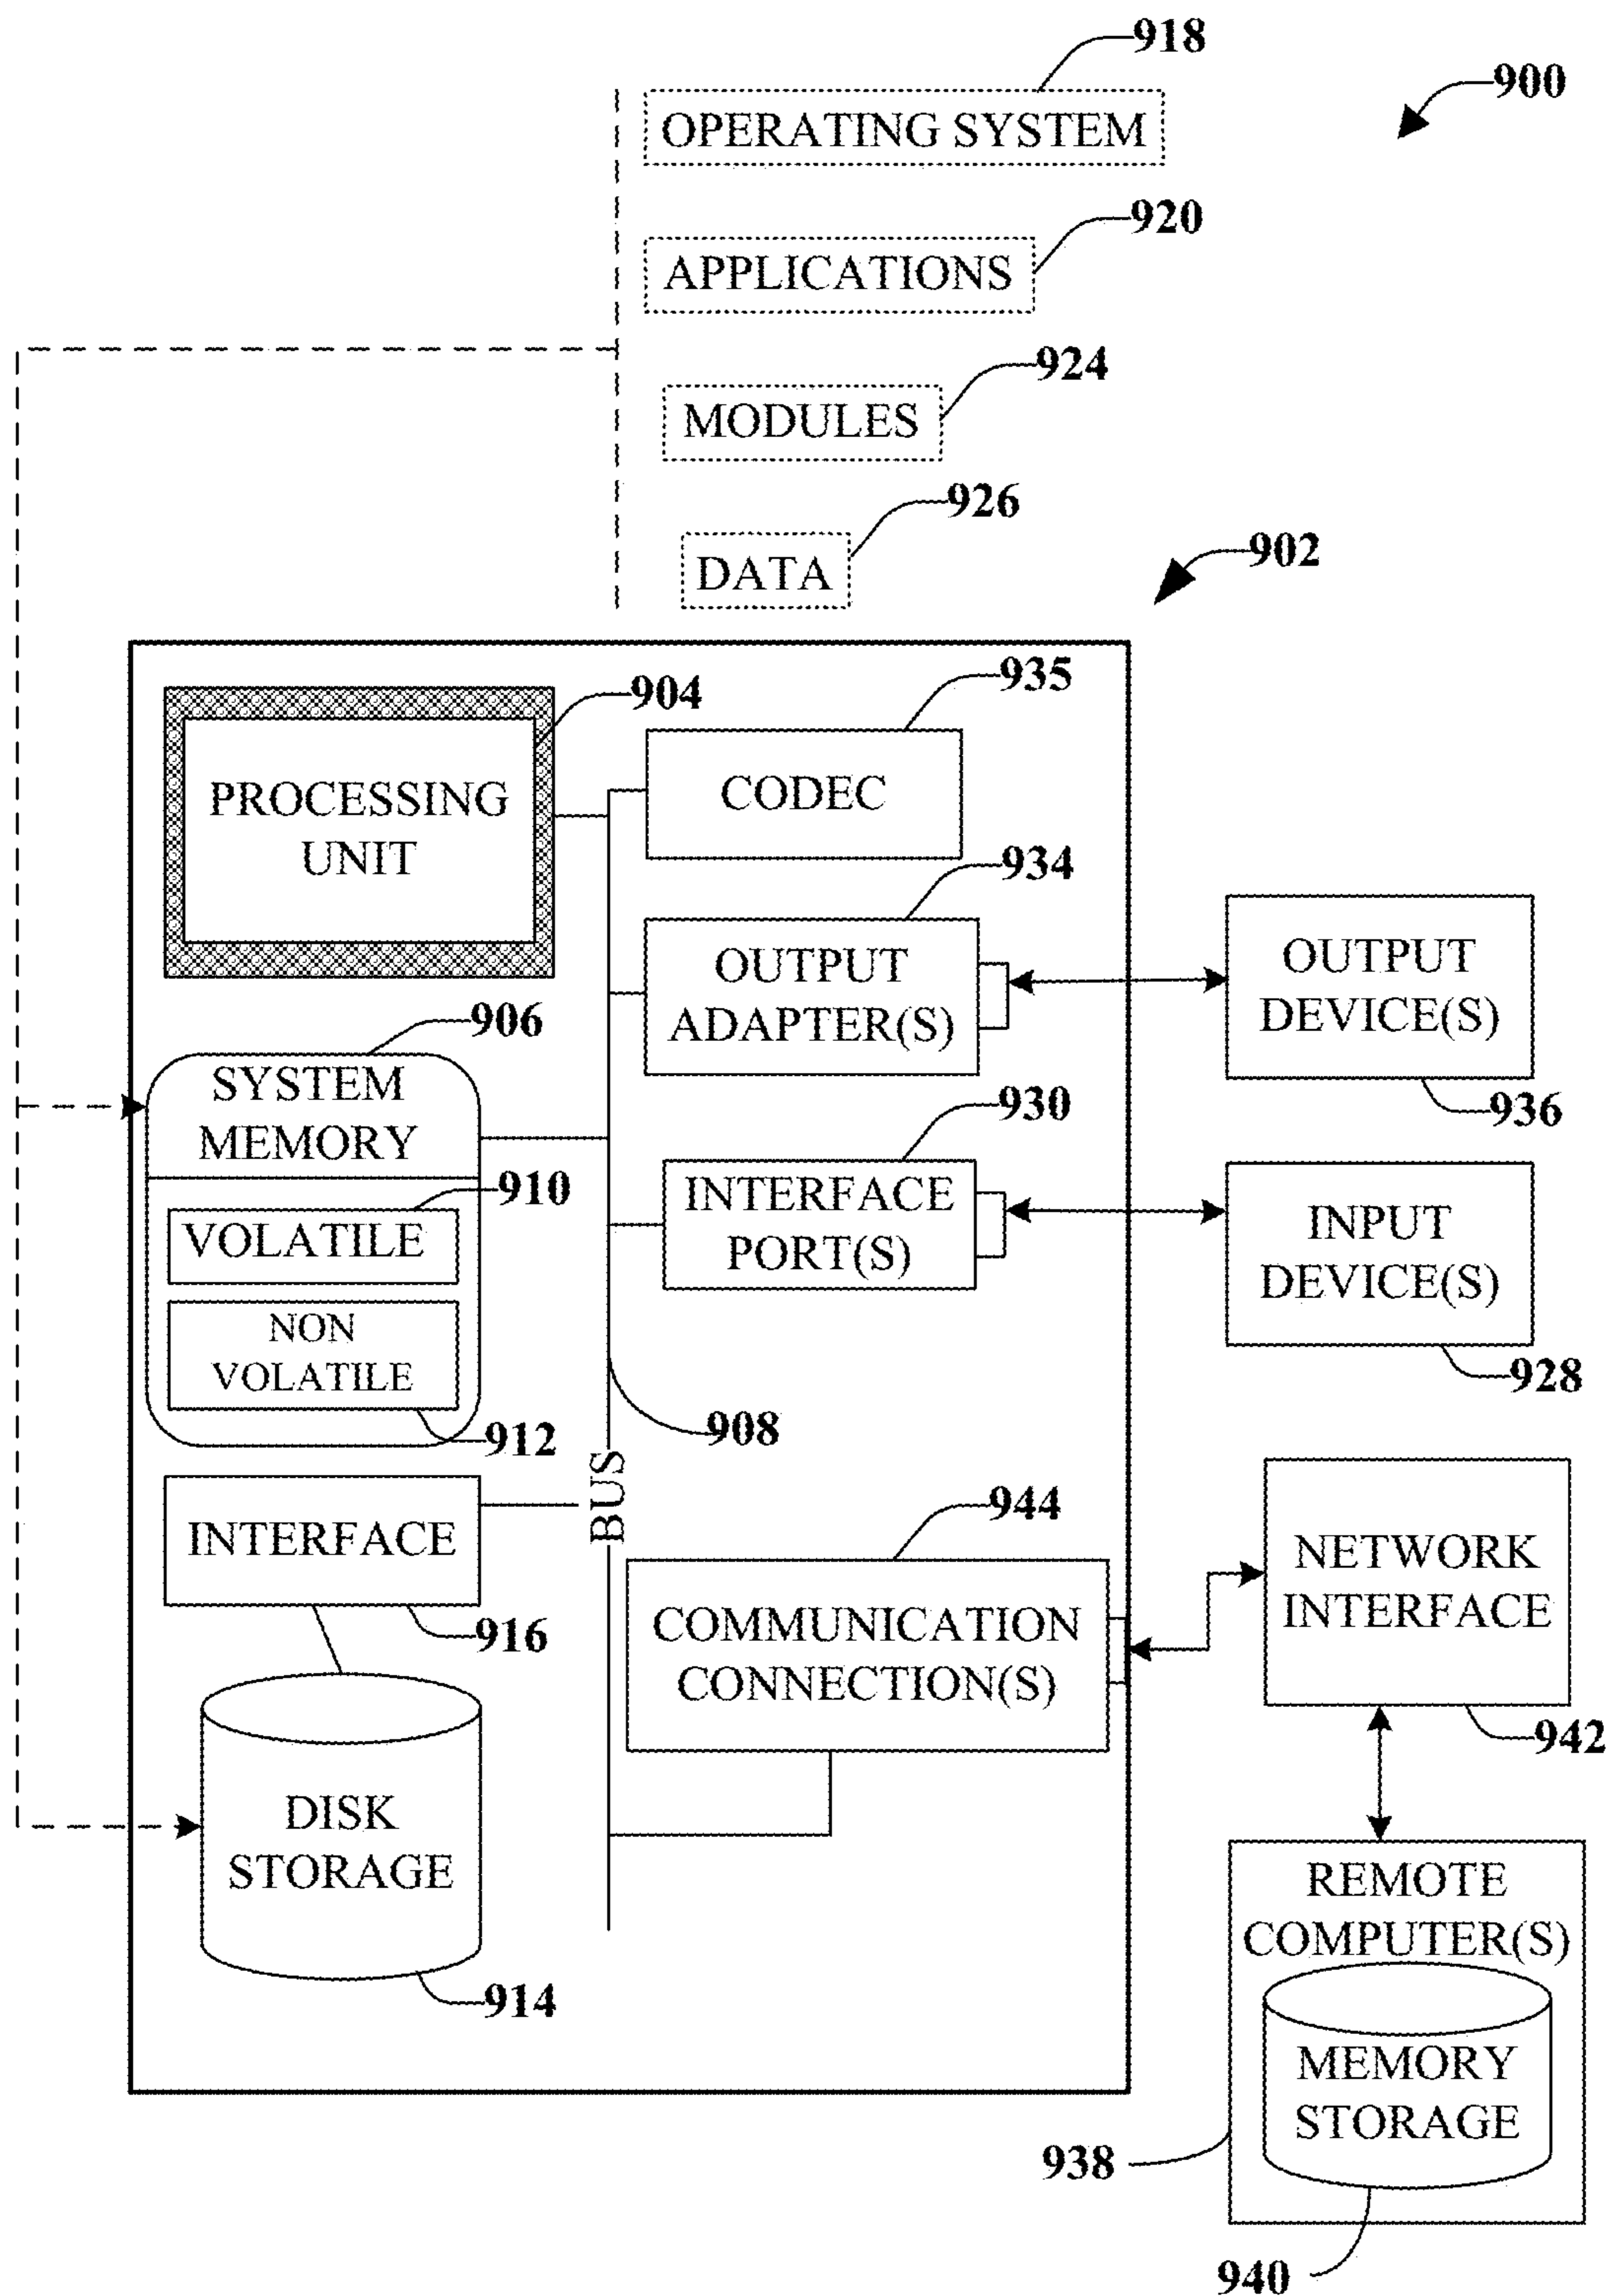 918
900
OPERATING SYSTEM
920
APPLICATIONS
924
MODULES
926
DATA
902
904
PROCESSING
UNIT
935
CODEC
934
OUTPUT
ADAPTER(S)
OUTPUT
DEVICE(S)
936
906
SYSTEM
MEMORY
910
VOLATILE
NON
VOLATILE
912
930
INTERFACE
PORT(S)
INPUT
DEVICE(S)
928
908
BUS
INTERFACE
916
944
COMMUNICATION
CONNECTION(S)
NETWORK
INTERFACE
942
DISK
STORAGE
914
REMOTE
COMPUTER(S)
MEMORY
STORAGE
938
940